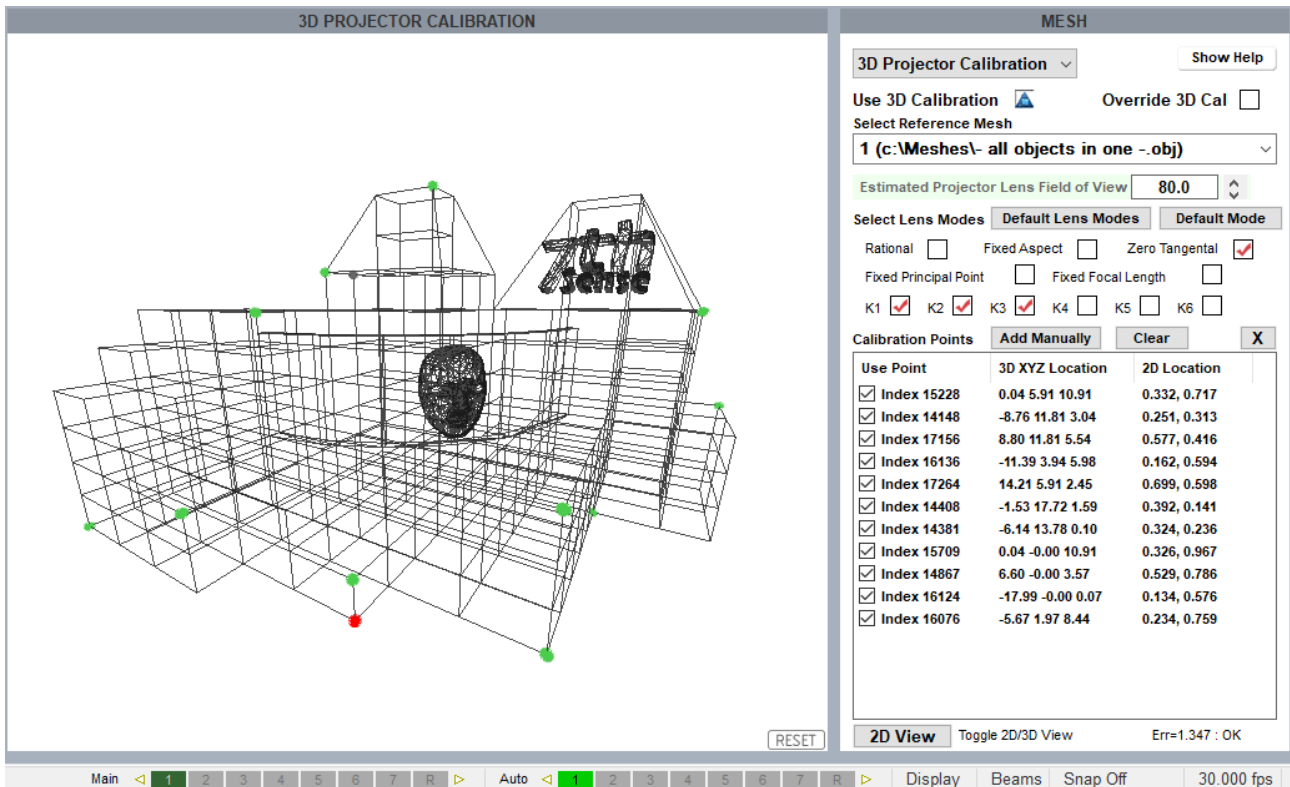 3D PROJECTOR CALIBRATION
MESH
3D Projector Calibration
Show Help
Use 3D Calibration
Override 3D Cal
Select Reference Mesh
1 (c:\Meshes\- all objects in one -.obj)
Estimated Projector Lens Field of View 80.0
Select Lens Modes Default Lens Modes Default Mode
Rational Fixed Aspect Zero Tangental
Fixed Principal Point Fixed Focal Length
K1 K2 K3 K4 K5 K6
Calibration Points Add Manually Clear X
Use Point 3D XYZ Location 2D Location
Index 15228 0.04 5.91 10.91 0.332, 0.717
Index 14148 -8.76 11.81 3.04 0.251, 0.313
Index 17156 8.80 11.81 5.54 0.577, 0.416
Index 16136 -11.39 3.94 5.98 0.162, 0.594
Index 17264 14.21 5.91 2.45 0.699, 0.598
Index 14408 -1.53 17.72 1.59 0.392, 0.141
Index 14381 -6.14 13.78 0.10 0.324, 0.236
Index 15709 0.04 -0.00 10.91 0.326, 0.967
Index 14867 6.60 -0.00 3.57 0.529, 0.786
Index 16124 -17.99 -0.00 0.07 0.134, 0.576
Index 16076 -5.67 1.97 8.44 0.234, 0.759
7th
sense
RESET
2D View Toggle 2D/3D View Err=1.347 : OK
Main 1 2 3 4 5 6 7 R Auto 1 2 3 4 5 6 7 R Display Beams Snap Off 30.000 fps